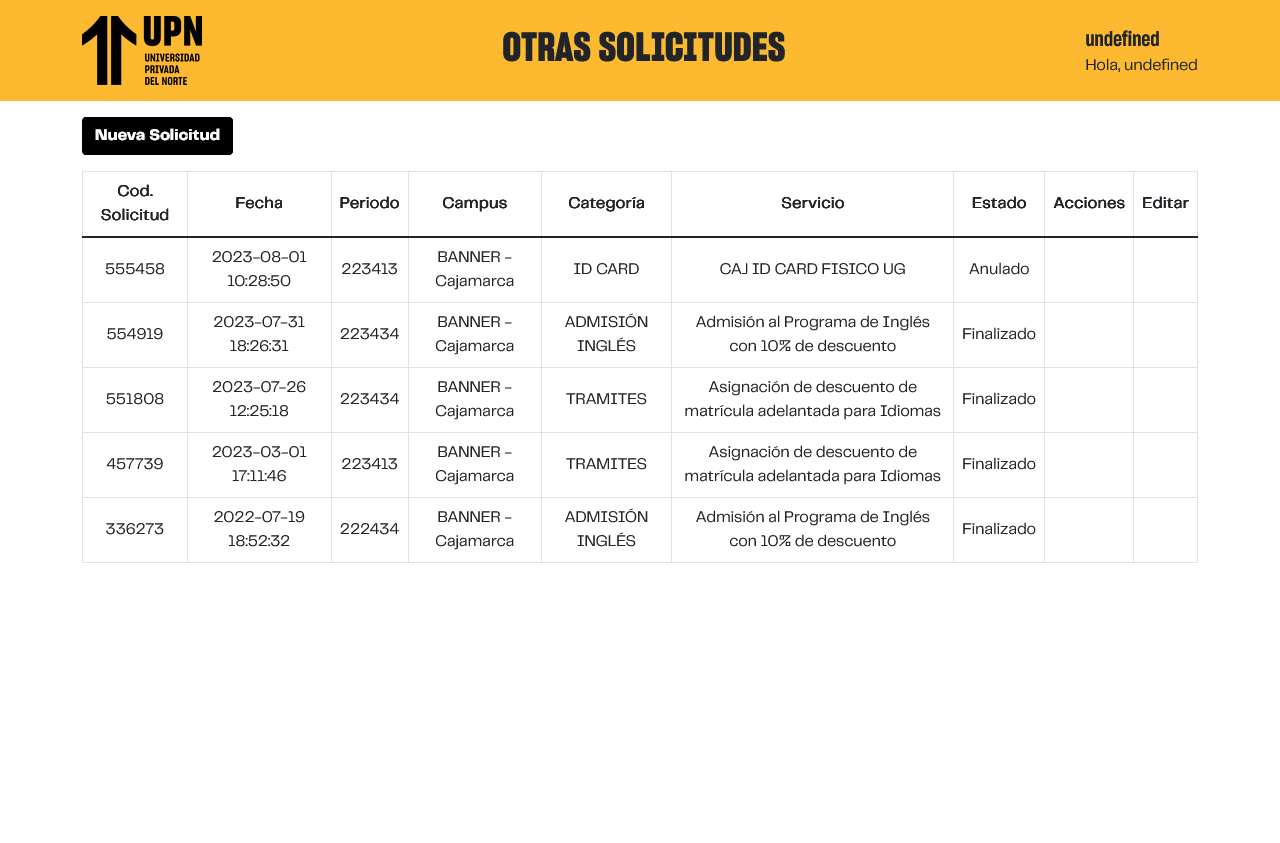 UPN
UNIVERSIDAD
PRIVADA
DEL NORTE
OTRAS SOLICITUDES
undefined
Hola, undefined
Nueva Solicitud
Cod. Solicitud Fecha Periodo Campus Categoría Servicio Estado Acciones Editar
555458 2023-08-01 10:28:50 223413 BANNER - Cajamarca ID CARD CAJ ID CARD FISICO UG Anulado
554919 2023-07-31 18:26:31 223434 BANNER - Cajamarca ADMISIÓN INGLÉS Admisión al Programa de Inglés con 10% de descuento Finalizado
551808 2023-07-26 12:25:18 223434 BANNER - Cajamarca TRAMITES Asignación de descuento de matrícula adelantada para Idiomas Finalizado
457739 2023-03-01 17:11:46 223413 BANNER - Cajamarca TRAMITES Asignación de descuento de matrícula adelantada para Idiomas Finalizado
336273 2022-07-19 18:52:32 222434 BANNER - Cajamarca ADMISIÓN INGLÉS Admisión al Programa de Inglés con 10% de descuento Finalizado